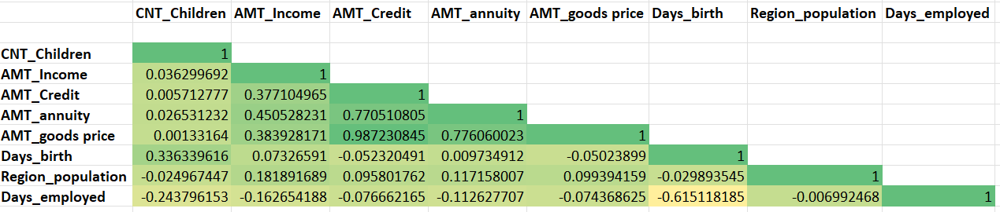 CNT_Children AMT_Income AMT_Credit AMT_annuity AMT_goods price Days_birth Region_population Days_employed
CNT_Children 1
AMT_Income 0.036299692 1
AMT_Credit 0.005712777 0.377104965 1
AMT_annuity 0.026531232 0.450528231 0.770510805 1
AMT_goods price 0.00133164 0.383928171 0.987230845 0.776060023 1
Days_birth 0.336339616 0.07326591 -0.052320491 0.009734912 -0.05023899 1
Region_population -0.024967447 0.181891689 0.095801762 0.117158007 0.099394159 -0.029893545 1
Days_employed -0.243796153 -0.162654188 -0.076662165 -0.112627707 -0.074368625 -0.615118185 -0.006992468 1